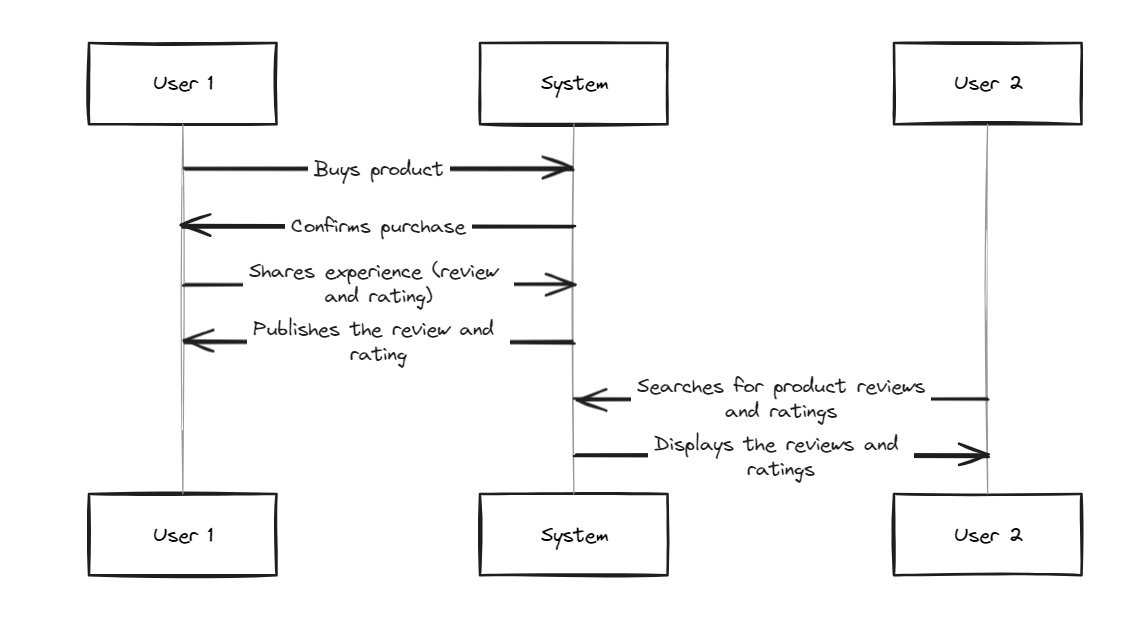 User 1
System
User 2
Buys product
Confirms purchase
Shares experience (review
and rating)
Publishes the review and
rating
Searches for product reviews
and ratings
Displays the reviews and
ratings
User 1
System
User 2